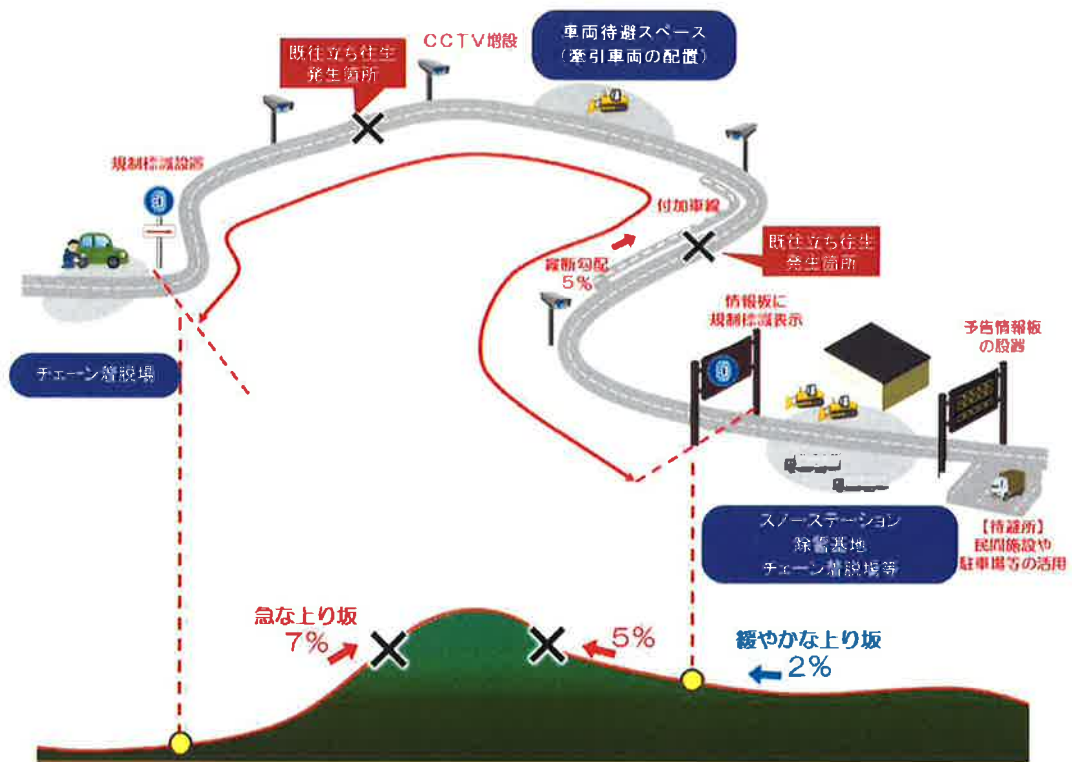 既往立ち往生
発生箇所
CCTV増設
車両待避スペース
(牽引車両の配置)
規制標識設置
付加車線
縦断勾配
5%
既往立ち往生
発生箇所
情報板に
規制標識表示
予告情報板
の設置
チェーン着脱場
スノーステーション
除雪基地
チェーン着脱場等
【待避所】
民間施設や
駐車場等の活用
急な上り坂
7%
5%
緩やかな上り坂
2%